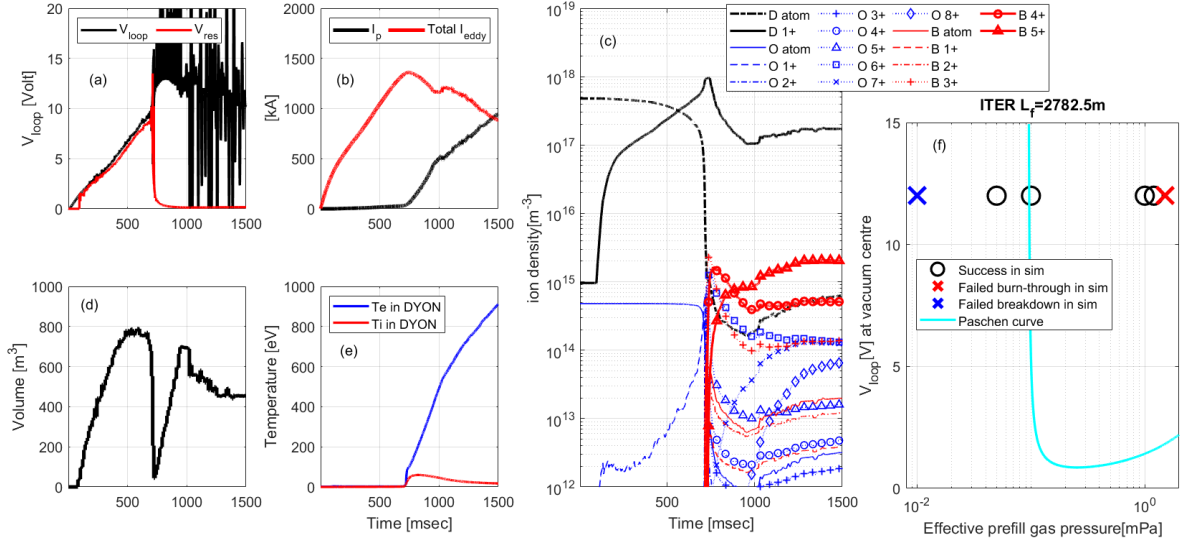 V_loop V_res
(a)
V_loop [Volt]
20
15
10
5
0
500 1000 1500
I_p Total I_eddy
(b)
[kA]
2000
1500
1000
500
0
500 1000 1500
(c)
D atom
D 1+
O atom
O 1+
O 2+
O 3+
O 4+
O 5+
O 6+
O 7+
O 8+
B atom
B 1+
B 2+
B 3+
B 4+
B 5+
ion density[m^-3]
10^19
10^18
10^17
10^16
10^15
10^14
10^13
10^12
500 1000 1500
Time [msec]
(d)
Volume [m^3]
1000
800
600
400
200
0
500 1000 1500
Time [msec]
Te in DYON
Ti in DYON
(e)
Temperature [eV]
1000
800
600
400
200
0
500 1000 1500
Time [msec]
ITER L_f=2782.5m
(f)
V_loop[V] at vacuum centre
15
10
5
0
Success in sim
Failed burn-through in sim
Failed breakdown in sim
Paschen curve
10^-2 10^0
Effective prefill gas pressure[mPa]